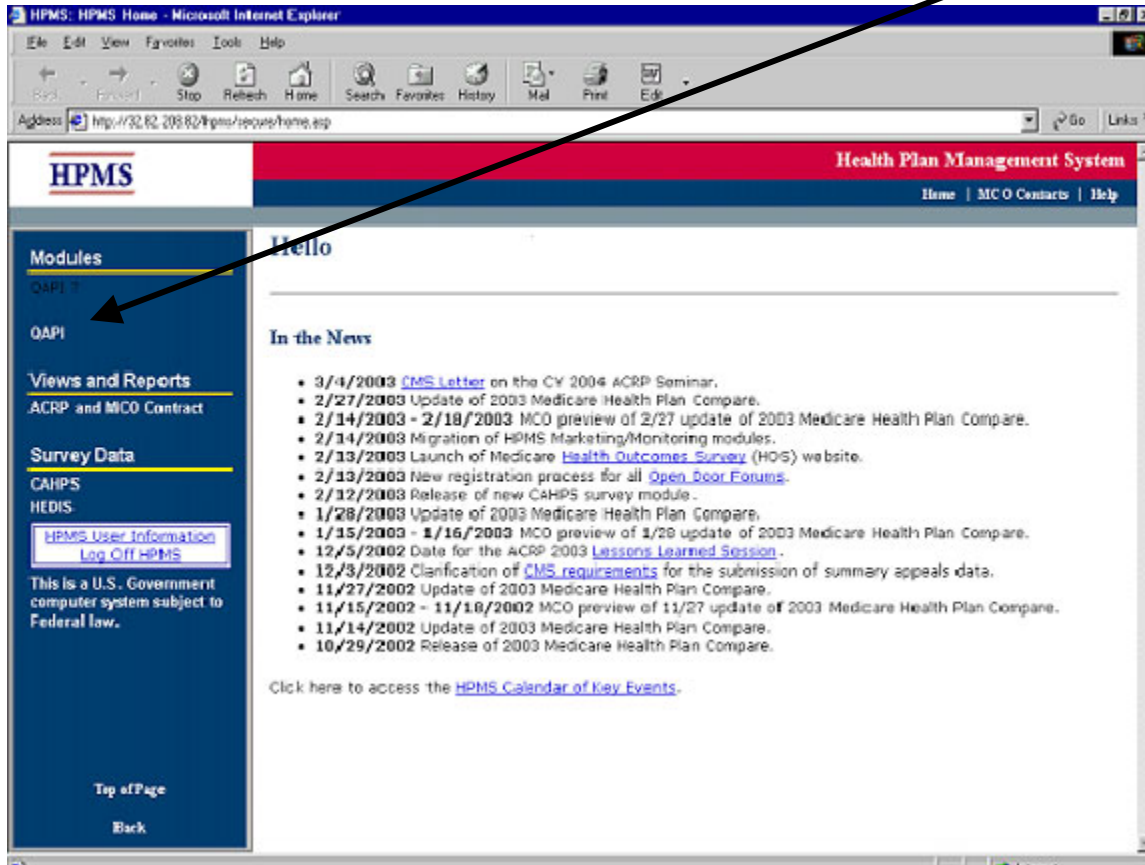 HPMS: HPMS Home - Microsoft Internet Explorer
File Edit View Favorites Tools Help
Back Forward Stop Refresh Home Search Favorites History Mail Print Edit
Address http://32.82.208.82/hpms/secure/home.asp Go Links
HPMS
Health Plan Management System
Home | MCO Contacts | Help
Modules
QAPI 2
QAPI
Views and Reports
ACRP and MCO Contract
Survey Data
CAHPS
HEDIS
HPMS User Information
Log Off HPMS
This is a U.S. Government
computer system subject to
Federal law.
Top of Page
Back
Hello
In the News
• 3/4/2003 CMS Letter on the CY 2004 ACRP Seminar.
• 2/27/2003 Update of 2003 Medicare Health Plan Compare.
• 2/14/2003 - 2/18/2003 MCO preview of 2/27 update of 2003 Medicare Health Plan Compare.
• 2/14/2003 Migration of HPMS Marketing/Monitoring modules.
• 2/13/2003 Launch of Medicare Health Outcomes Survey (HOS) website.
• 2/13/2003 New registration process for all Open Door Forums.
• 2/12/2003 Release of new CAHPS survey module.
• 1/28/2003 Update of 2003 Medicare Health Plan Compare.
• 1/15/2003 - 1/16/2003 MCO preview of 1/28 update of 2003 Medicare Health Plan Compare.
• 12/5/2002 Date for the ACRP 2003 Lessons Learned Session.
• 12/3/2002 Clarification of CMS requirements for the submission of summary appeals data.
• 11/27/2002 Update of 2003 Medicare Health Plan Compare.
• 11/15/2002 - 11/18/2002 MCO preview of 11/27 update of 2003 Medicare Health Plan Compare.
• 11/14/2002 Update of 2003 Medicare Health Plan Compare.
• 10/29/2002 Release of 2003 Medicare Health Plan Compare.
Click here to access the HPMS Calendar of Key Events.